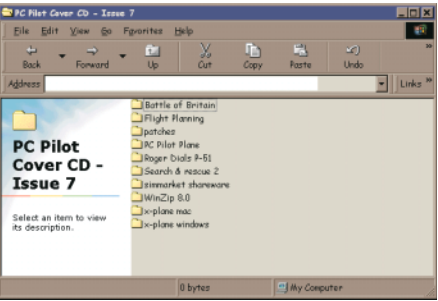 PC Pilot Cover CD - Issue 7
File Edit View Go Favorites Help
Back Forward Up Cut Copy Paste Undo »
Address Links »
PC Pilot
Cover CD -
Issue 7
Select an item to view
its description.
Battle of Britain
Flight Planning
patches
PC Pilot Plane
Roger Dials P-51
Search & rescue 2
simmarket shareware
WinZip 8.0
x-plane mac
x-plane windows
0 bytes My Computer